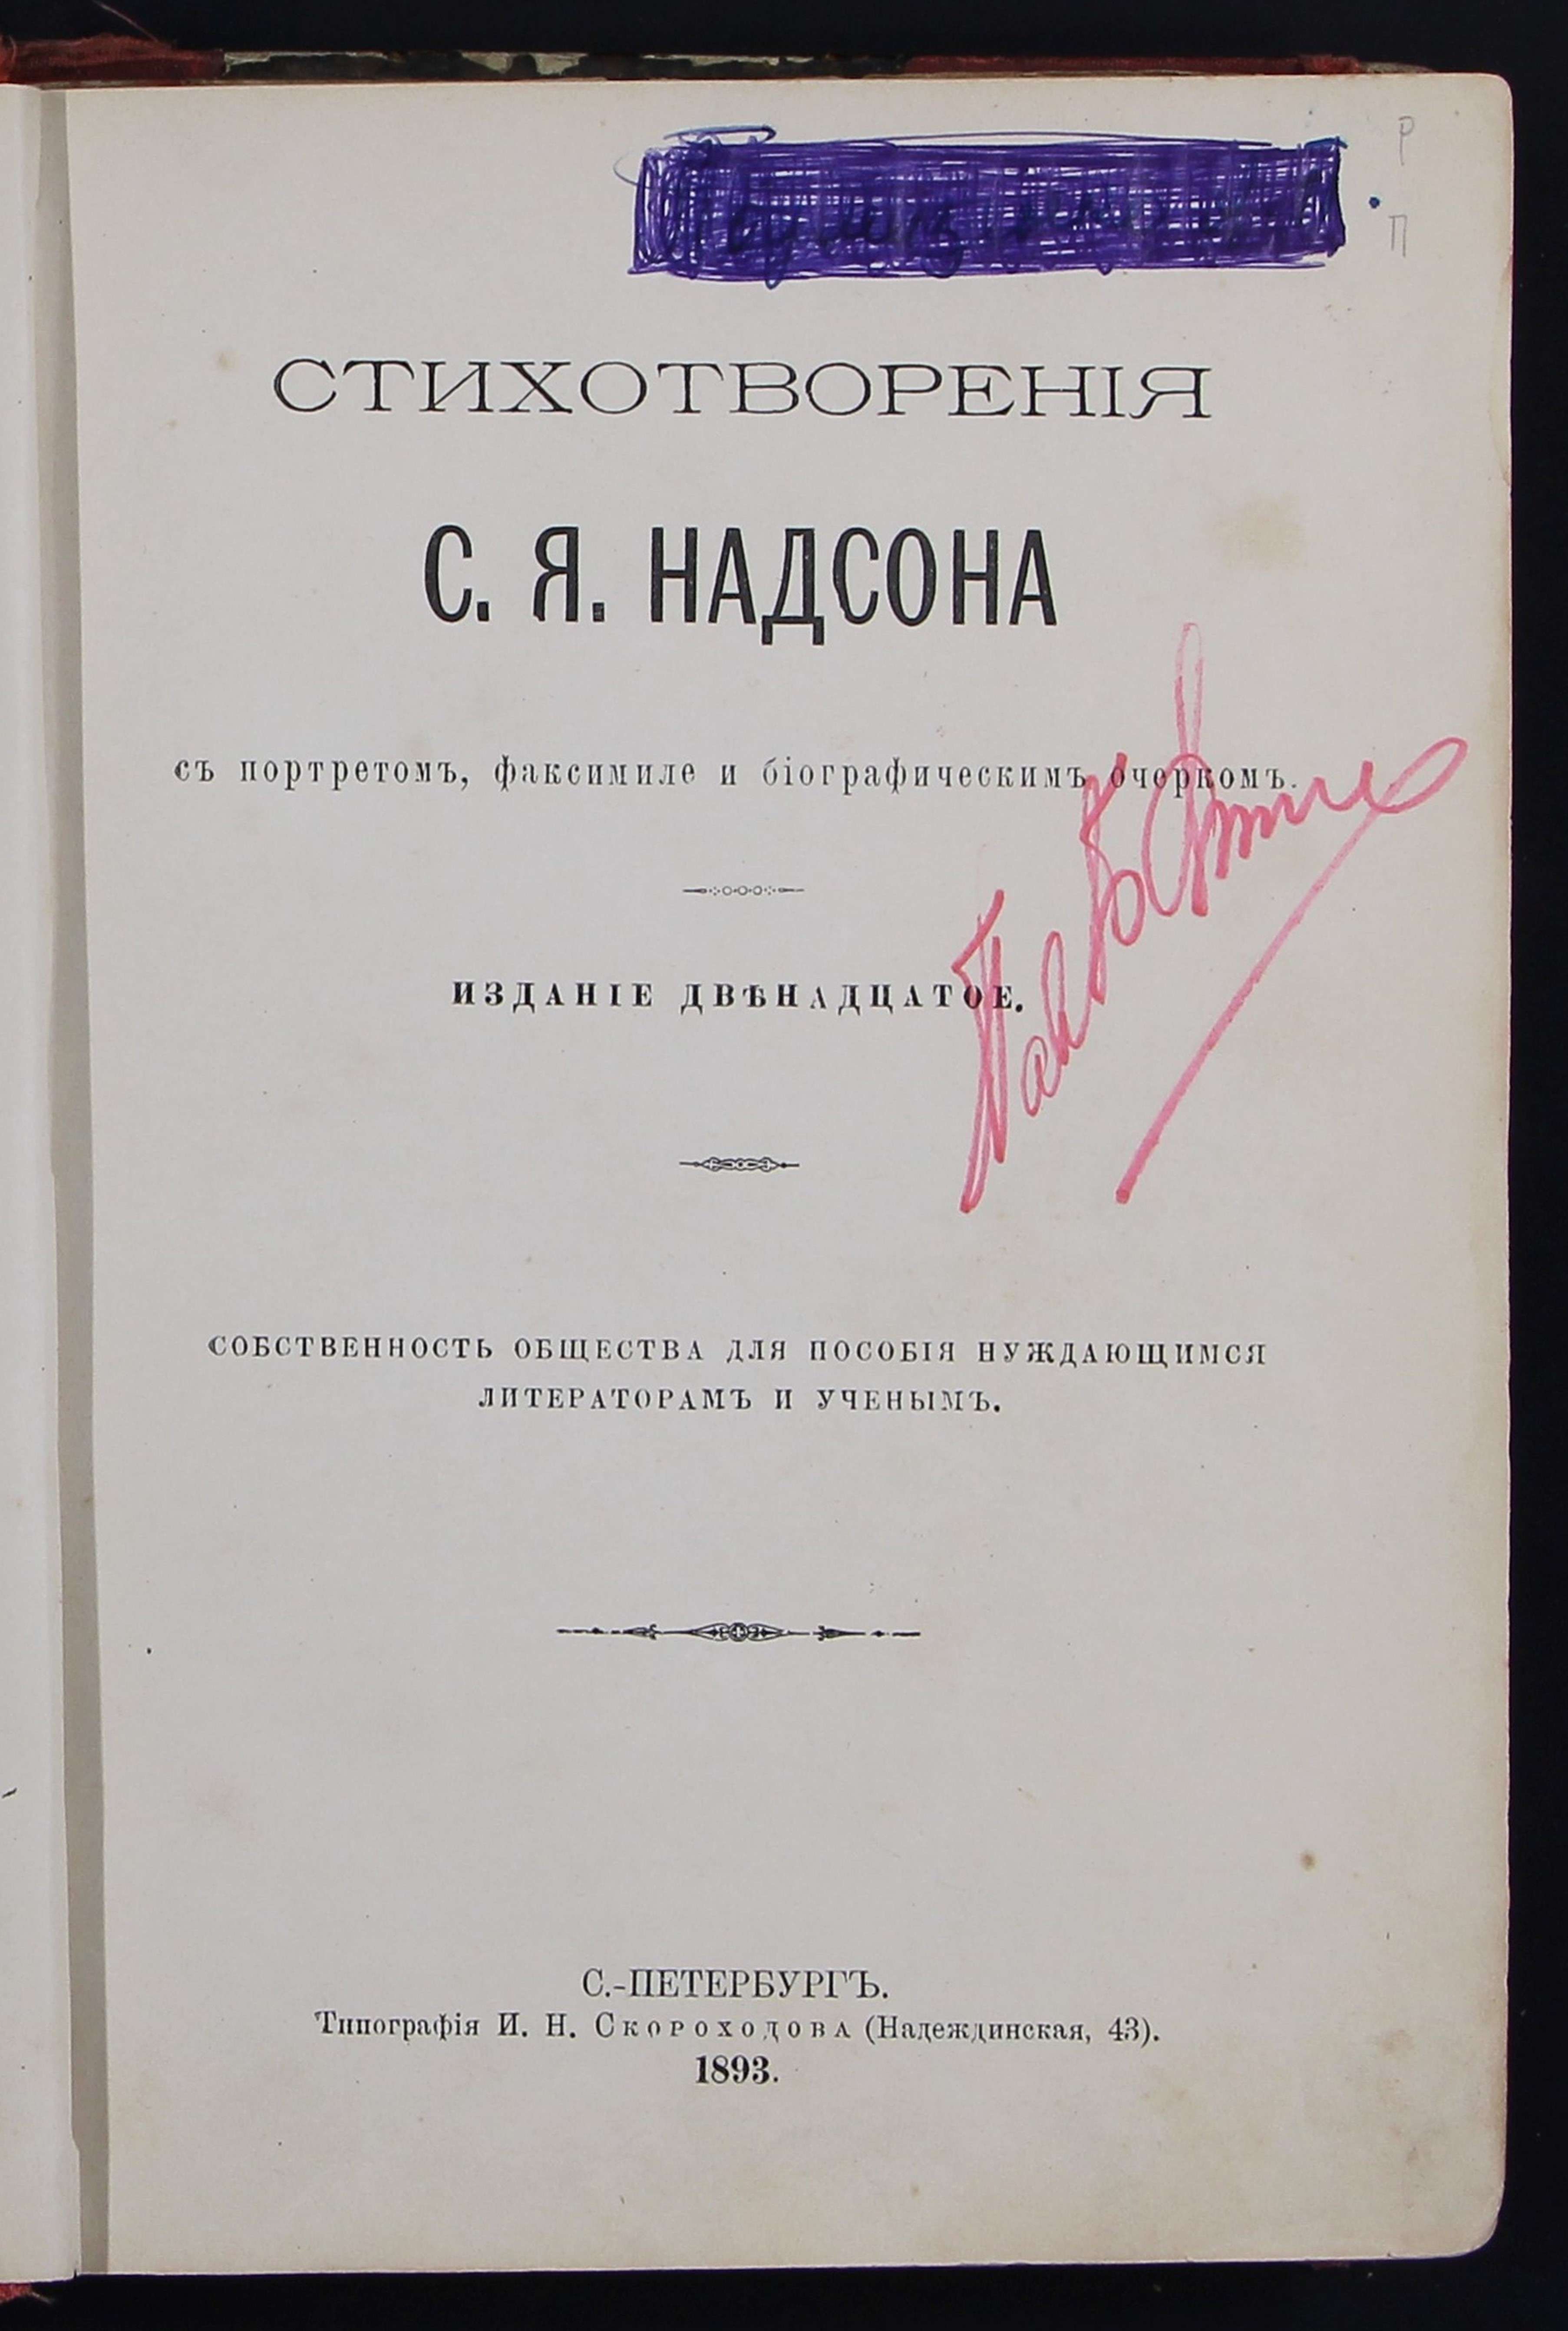 Р
П
СТИХОТВОРЕНІЯ
С. Я. НАДСОНА
съ портретомъ, факсимиле и біографическимъ очеркомъ.
ИЗДАНІЕ ДВѢНАДЦАТОЕ.
СОБСТВЕННОСТЬ ОБЩЕСТВА ДЛЯ ПОСОБІЯ НУЖДАЮЩИМСЯ
ЛИТЕРАТОРАМЪ И УЧЕНЫМЪ.
С.-ПЕТЕРБУРГЪ.
Типографія И. Н. Скороходова (Надеждинская, 43).
1893.